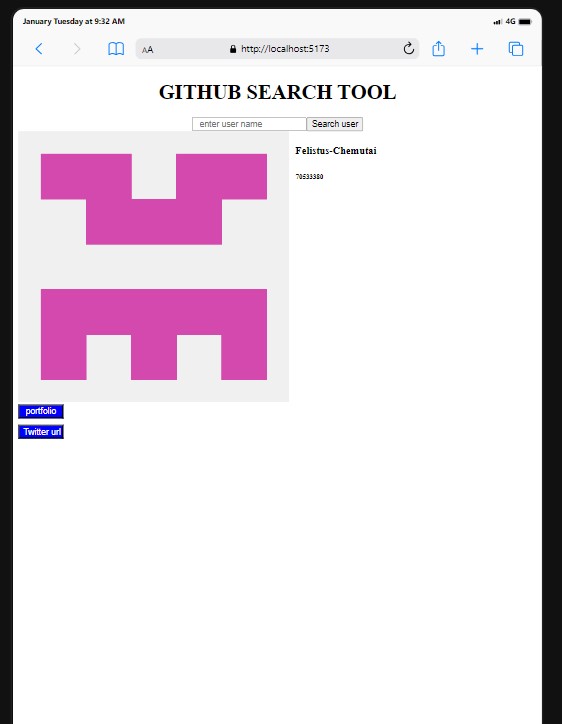 January Tuesday at 9:32 AM
4G
AA
http://localhost:5173
GITHUB SEARCH TOOL
enter user name
Search user
Felistus-Chemutai
70533380
portfolio
Twitter url